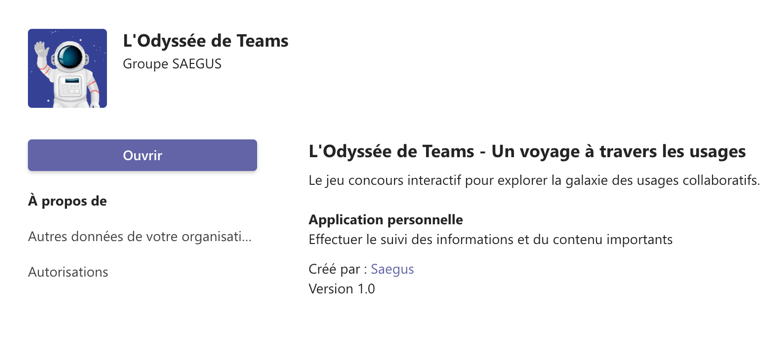 L'Odyssée de Teams
Groupe SAEGUS
Ouvrir
À propos de
Autres données de votre organisati...
Autorisations
L'Odyssée de Teams - Un voyage à travers les usages
Le jeu concours interactif pour explorer la galaxie des usages collaboratifs.
Application personnelle
Effectuer le suivi des informations et du contenu importants
Créé par : Saegus
Version 1.0